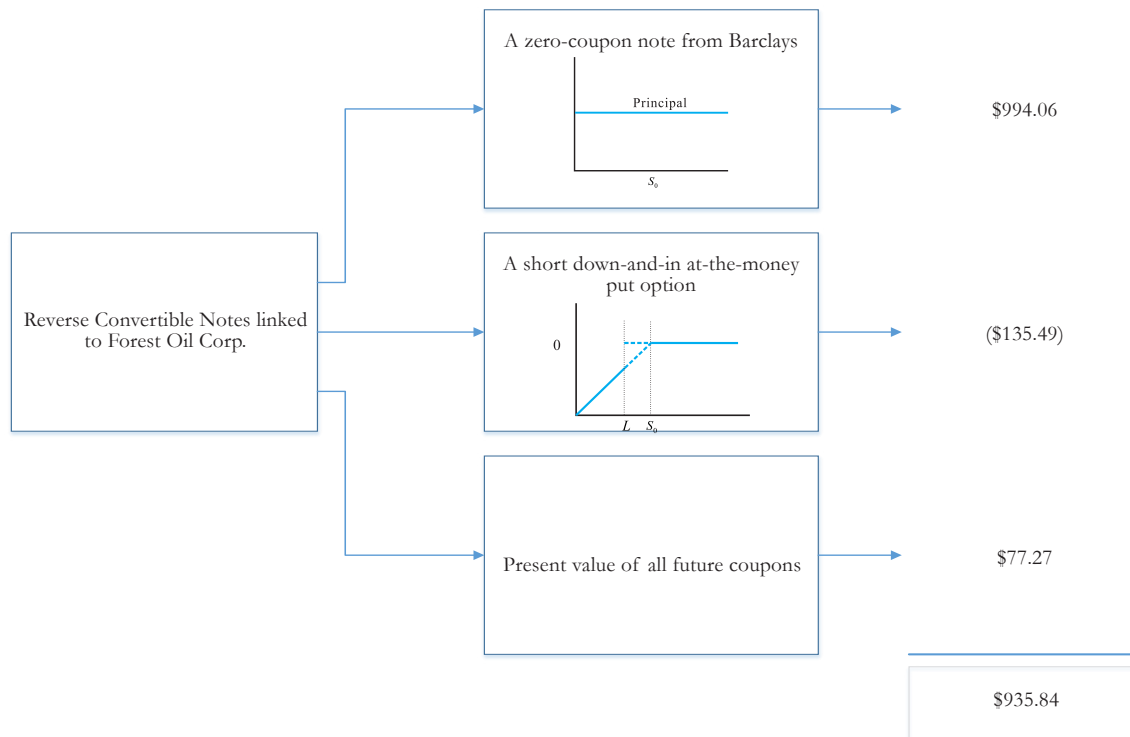 A zero-coupon note from Barclays
Principal
S₀
$994.06
Reverse Convertible Notes linked
to Forest Oil Corp.
A short down-and-in at-the-money
put option
0
L S₀
($135.49)
Present value of all future coupons
$77.27
$935.84